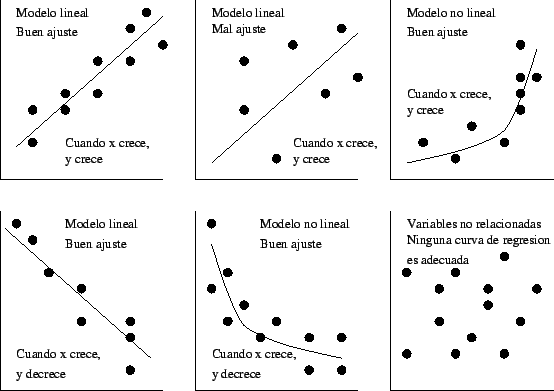 Modelo lineal
Buen ajuste
Cuando x crece,
y crece
Modelo lineal
Mal ajuste
Cuando x crece,
y crece
Modelo no lineal
Buen ajuste
Cuando x crece,
y crece
Modelo lineal
Buen ajuste
Cuando x crece,
y decrece
Modelo no lineal
Buen ajuste
Cuando x crece,
y decrece
Variables no relacionadas
Ninguna curva de regresion
es adecuada